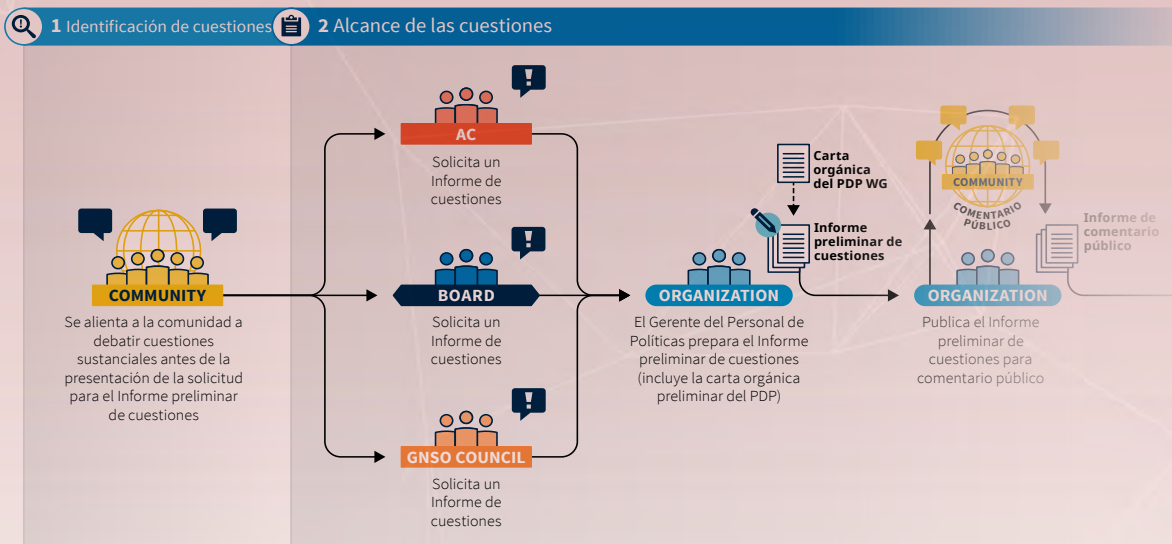 1 Identificación de cuestiones
2 Alcance de las cuestiones
COMMUNITY
Se alienta a la comunidad a
debatir cuestiones
sustanciales antes de la
presentación de la solicitud
para el Informe preliminar
de cuestiones
AC
Solicita un
Informe de
cuestiones
BOARD
Solicita un
Informe de
cuestiones
GNSO COUNCIL
Solicita un
Informe de
cuestiones
Carta
orgánica
del PDP WG
Informe
preliminar de
cuestiones
ORGANIZATION
El Gerente del Personal de
Políticas prepara el Informe
preliminar de cuestiones
(incluye la carta orgánica
preliminar del PDP)
COMMUNITY
COMENTARIO
PÚBLICO
Informe de
comentario
público
ORGANIZATION
Publica el Informe
preliminar de
cuestiones para
comentario público